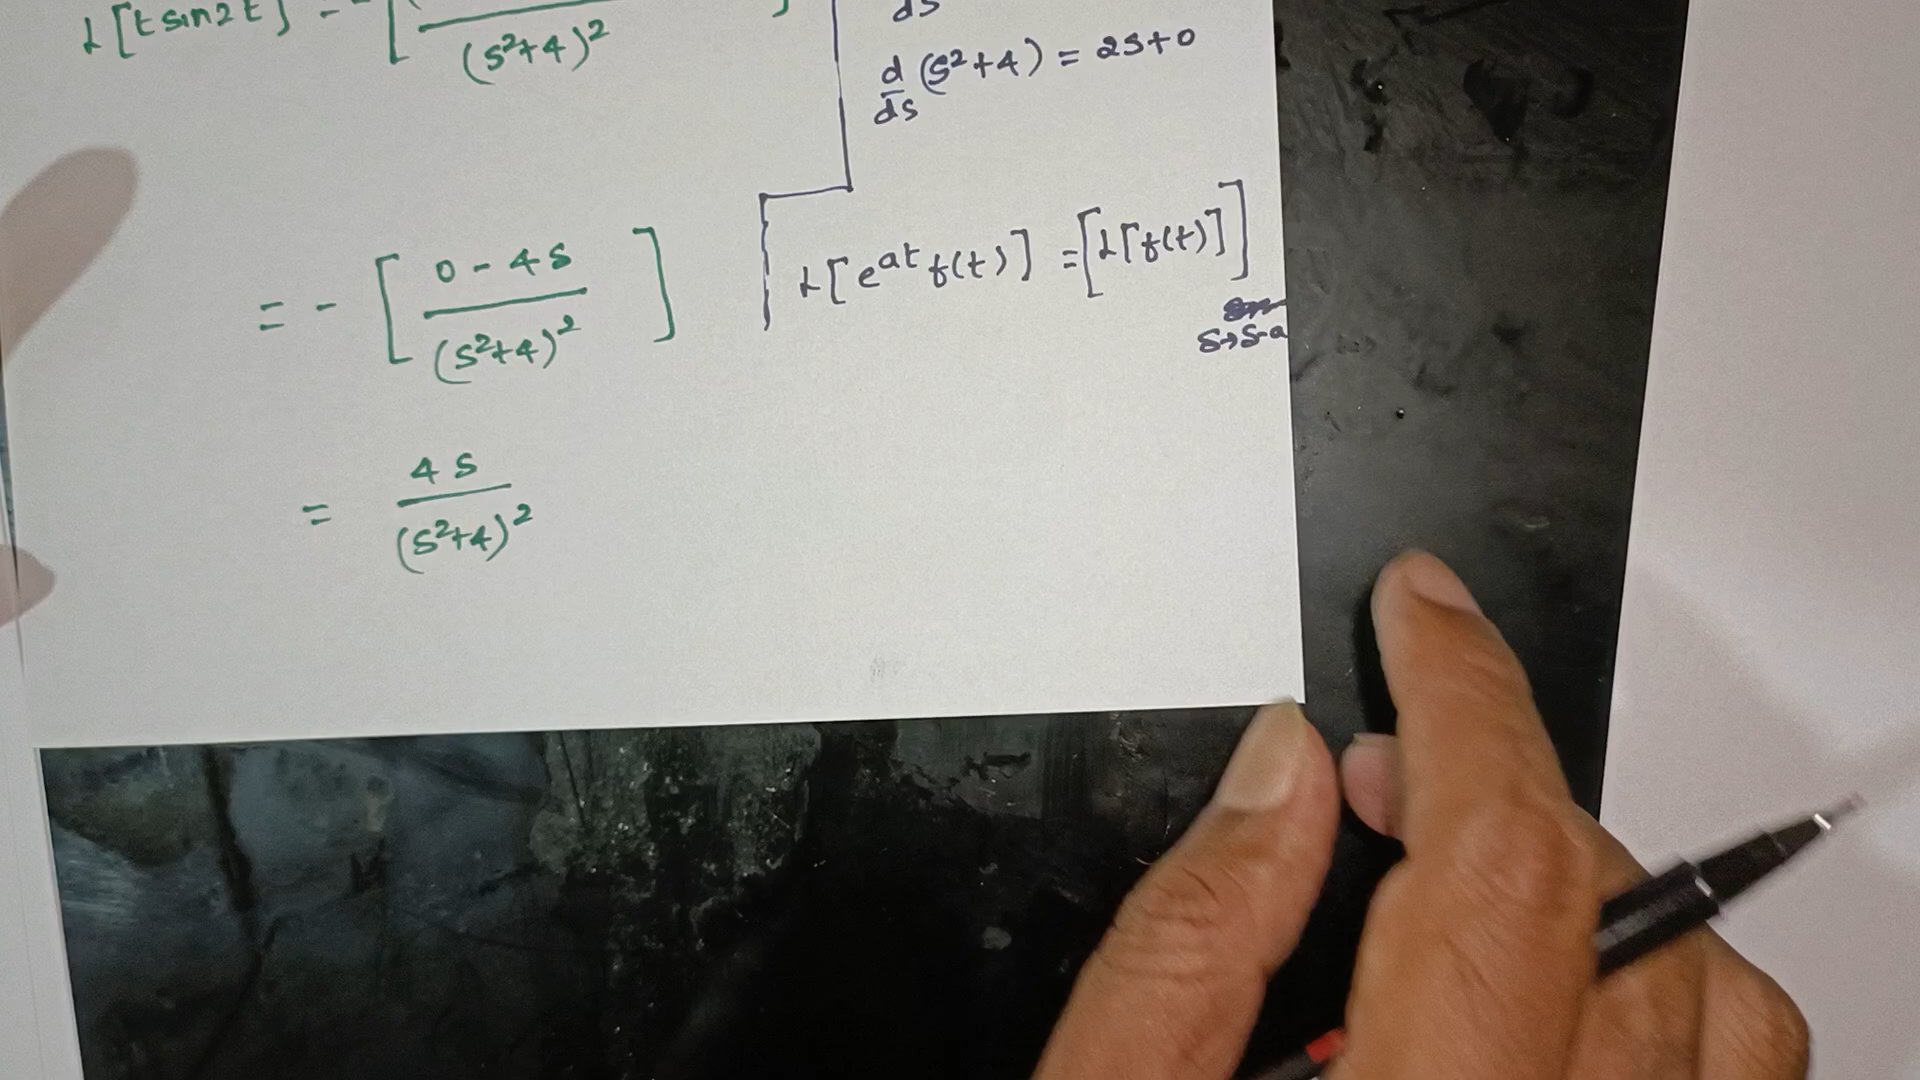 L[t sin2t] = - [ / (s²+4)² ]
ds
d/ds (s²+4) = 2s+0
= - [ 0 - 4s / (s²+4)² ]
L[e^at f(t)] = [L[f(t)]] s→s-a
= 4s / (s²+4)²